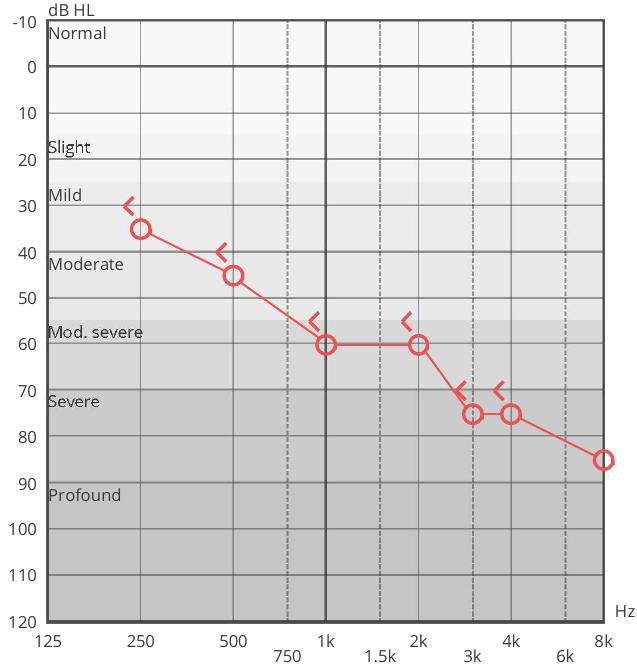 dB HL
-10
Normal
0
10
Slight
20
Mild
30
40
Moderate
50
Mod. severe
60
70
Severe
80
90
Profound
100
110
120
Hz
125 250 500 1k 2k 4k 8k
750 1.5k 3k 6k